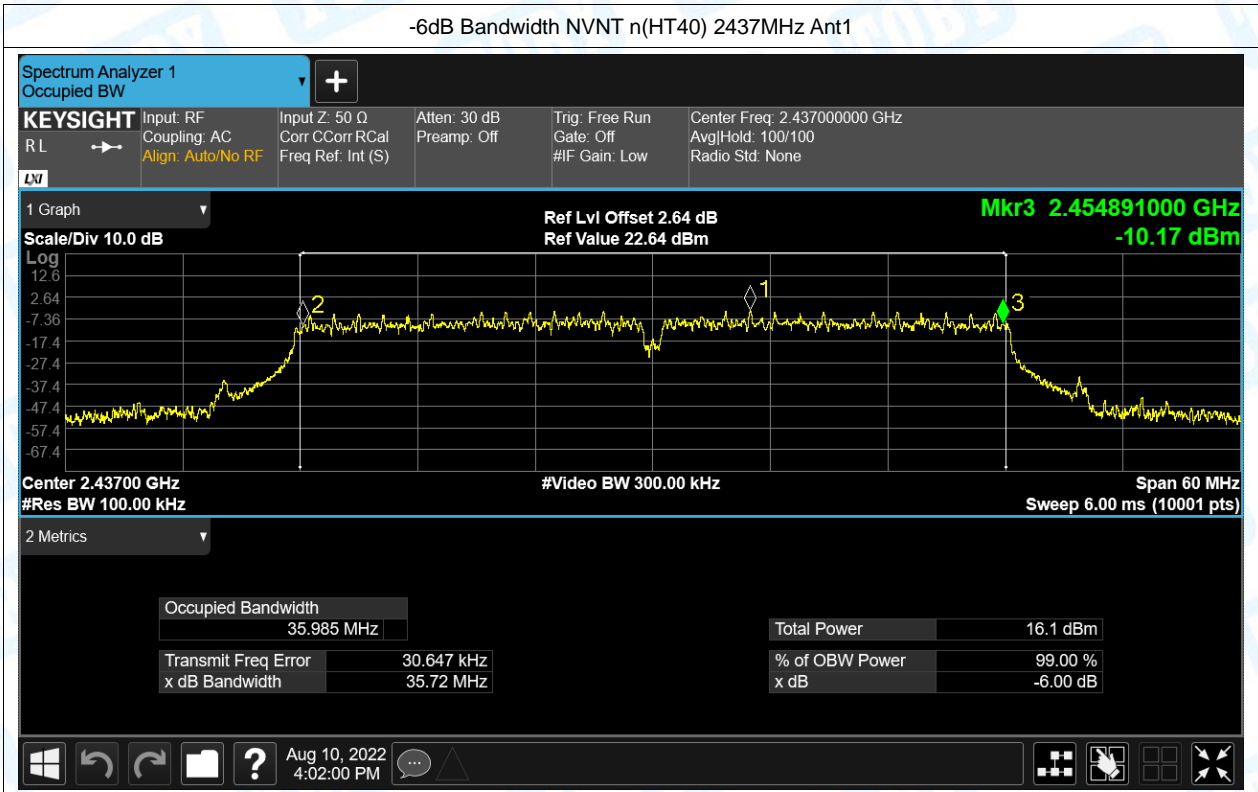 -6dB Bandwidth NVNT n(HT40) 2437MHz Ant1
Spectrum Analyzer 1
Occupied BW
KEYSIGHT
R L
LXI
Input: RF
Coupling: AC
Align: Auto/No RF
Input Z: 50 Ω
Corr CCorr RCal
Freq Ref: Int (S)
Atten: 30 dB
Preamp: Off
Trig: Free Run
Gate: Off
#IF Gain: Low
Center Freq: 2.437000000 GHz
Avg|Hold: 100/100
Radio Std: None
1 Graph
Scale/Div 10.0 dB
Ref Lvl Offset 2.64 dB
Ref Value 22.64 dBm
Mkr3 2.454891000 GHz
-10.17 dBm
Log
12.6
2.64
-7.36
-17.4
-27.4
-37.4
-47.4
-57.4
-67.4
2
1
3
Center 2.43700 GHz
#Res BW 100.00 kHz
#Video BW 300.00 kHz
Span 60 MHz
Sweep 6.00 ms (10001 pts)
2 Metrics
Occupied Bandwidth
35.985 MHz
Transmit Freq Error 30.647 kHz
x dB Bandwidth 35.72 MHz
Total Power 16.1 dBm
% of OBW Power 99.00 %
x dB -6.00 dB
Aug 10, 2022
4:02:00 PM